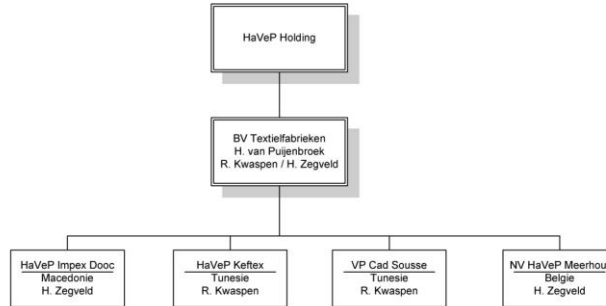 HaVeP Holding
BV Textielfabrieken
H. van Puijenbroek
R. Kwaspen / H. Zegveld
HaVeP Impex Dooc
Macedonie
H. Zegveld
HaVeP Keftex
Tunesie
R. Kwaspen
VP Cad Sousse
Tunesie
R. Kwaspen
NV HaVeP Meerhout
Belgie
H. Zegveld